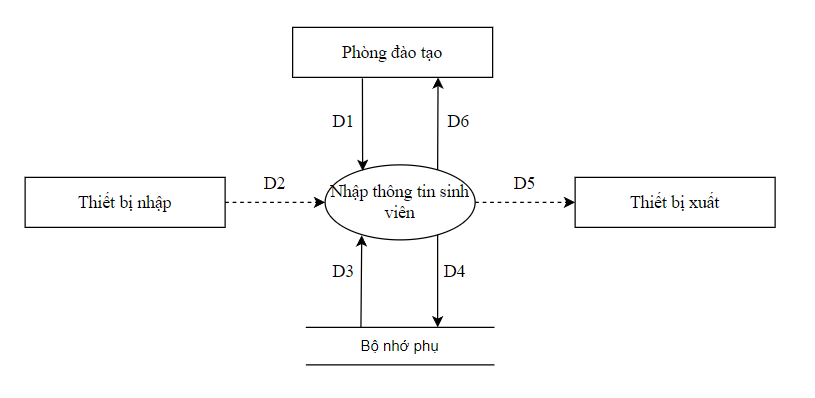 Phòng đào tạo
D1
D6
Thiết bị nhập
D2
Nhập thông tin sinh
viên
D5
Thiết bị xuất
D3
D4
Bộ nhớ phụ